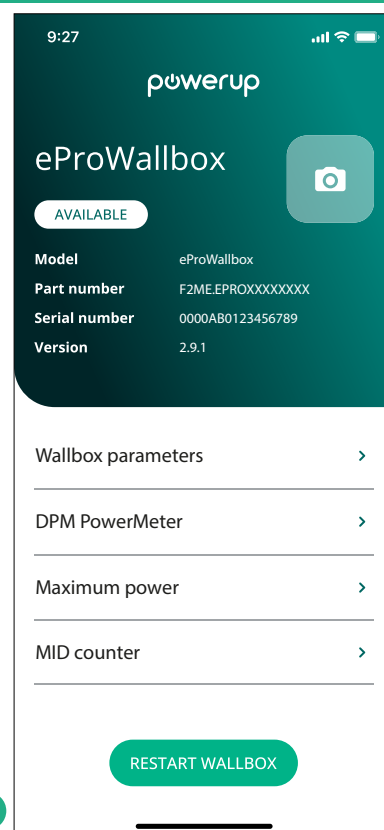 9:27
powerup
eProWallbox
AVAILABLE
Model eProWallbox
Part number F2ME.EPROXXXXXXXX
Serial number 0000AB0123456789
Version 2.9.1
Wallbox parameters
DPM PowerMeter
Maximum power
MID counter
RESTART WALLBOX